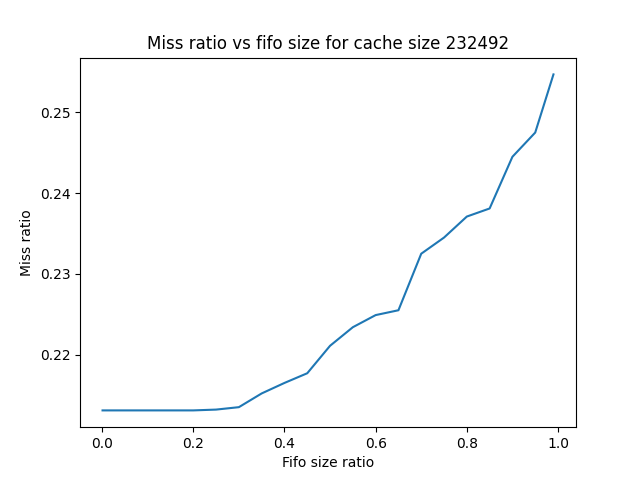 Miss ratio vs fifo size for cache size 232492
0.25
0.24
0.23
0.22
Miss ratio
0.0 0.2 0.4 0.6 0.8 1.0
Fifo size ratio